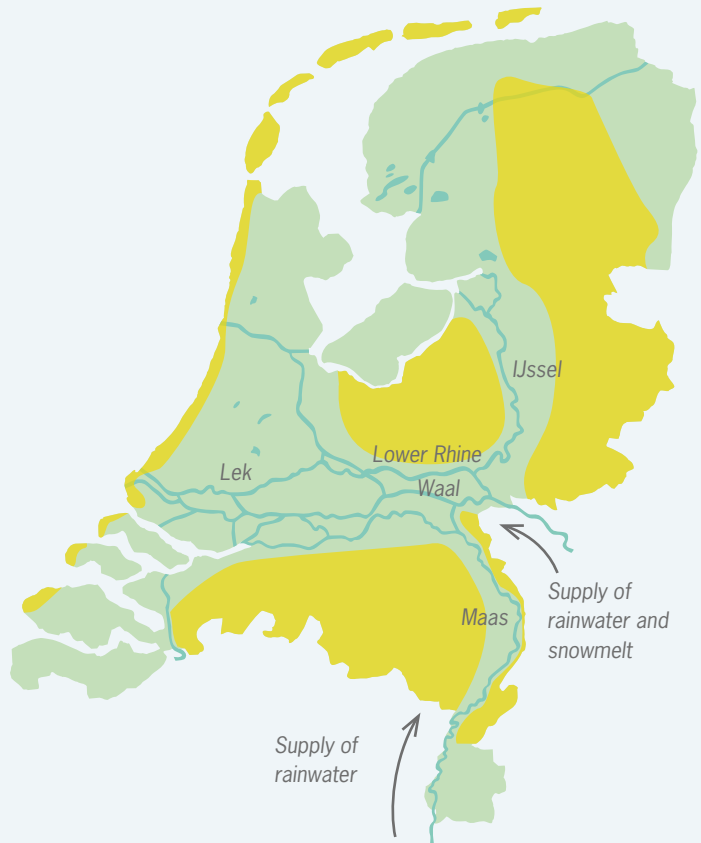 IJssel
Lower Rhine
Lek
Waal
Supply of
rainwater and
snowmelt
Maas
Supply of
rainwater